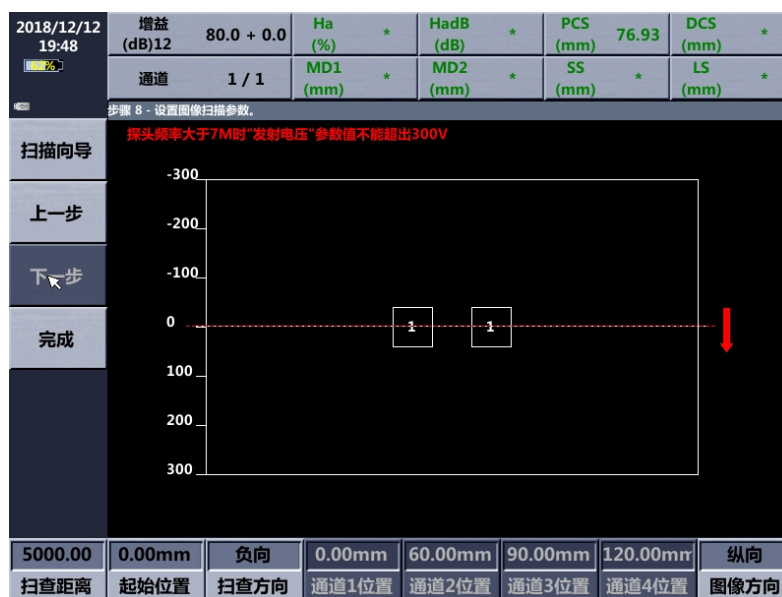 2018/12/12
19:48
62%
增益
(dB)12
80.0 + 0.0
Ha
(%)
*
HadB
(dB)
*
PCS
(mm)
76.93
DCS
(mm)
*
通道
1 / 1
MD1
(mm)
*
MD2
(mm)
*
SS
(mm)
*
LS
(mm)
*
步骤 8 - 设置图像扫描参数。
探头频率大于7M时"发射电压"参数值不能超出300V
扫描向导
上一步
下一步
完成
-300
-200
-100
0
100
200
300
1
1
5000.00
0.00mm
负向
0.00mm
60.00mm
90.00mm
120.00mm
纵向
扫查距离
起始位置
扫查方向
通道1位置
通道2位置
通道3位置
通道4位置
图像方向